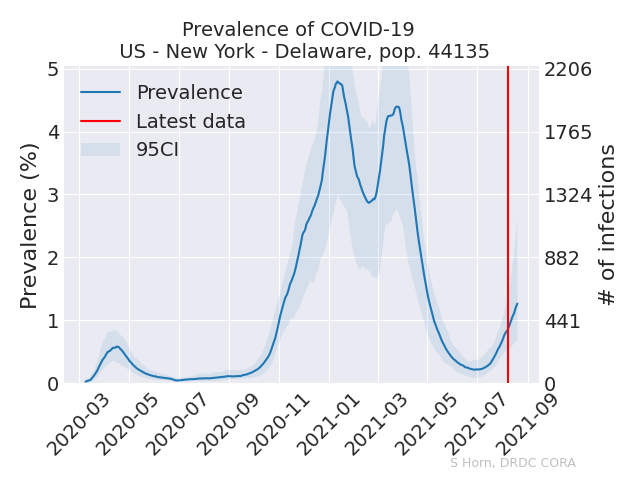 Prevalence of COVID-19
US - New York - Delaware, pop. 44135
Prevalence
Latest data
95CI
Prevalence (%)
5
4
3
2
1
0
2206
1765
1324
882
441
0
# of infections
2020-03
2020-05
2020-07
2020-09
2020-11
2021-01
2021-03
2021-05
2021-07
2021-09
S Horn, DRDC CORA